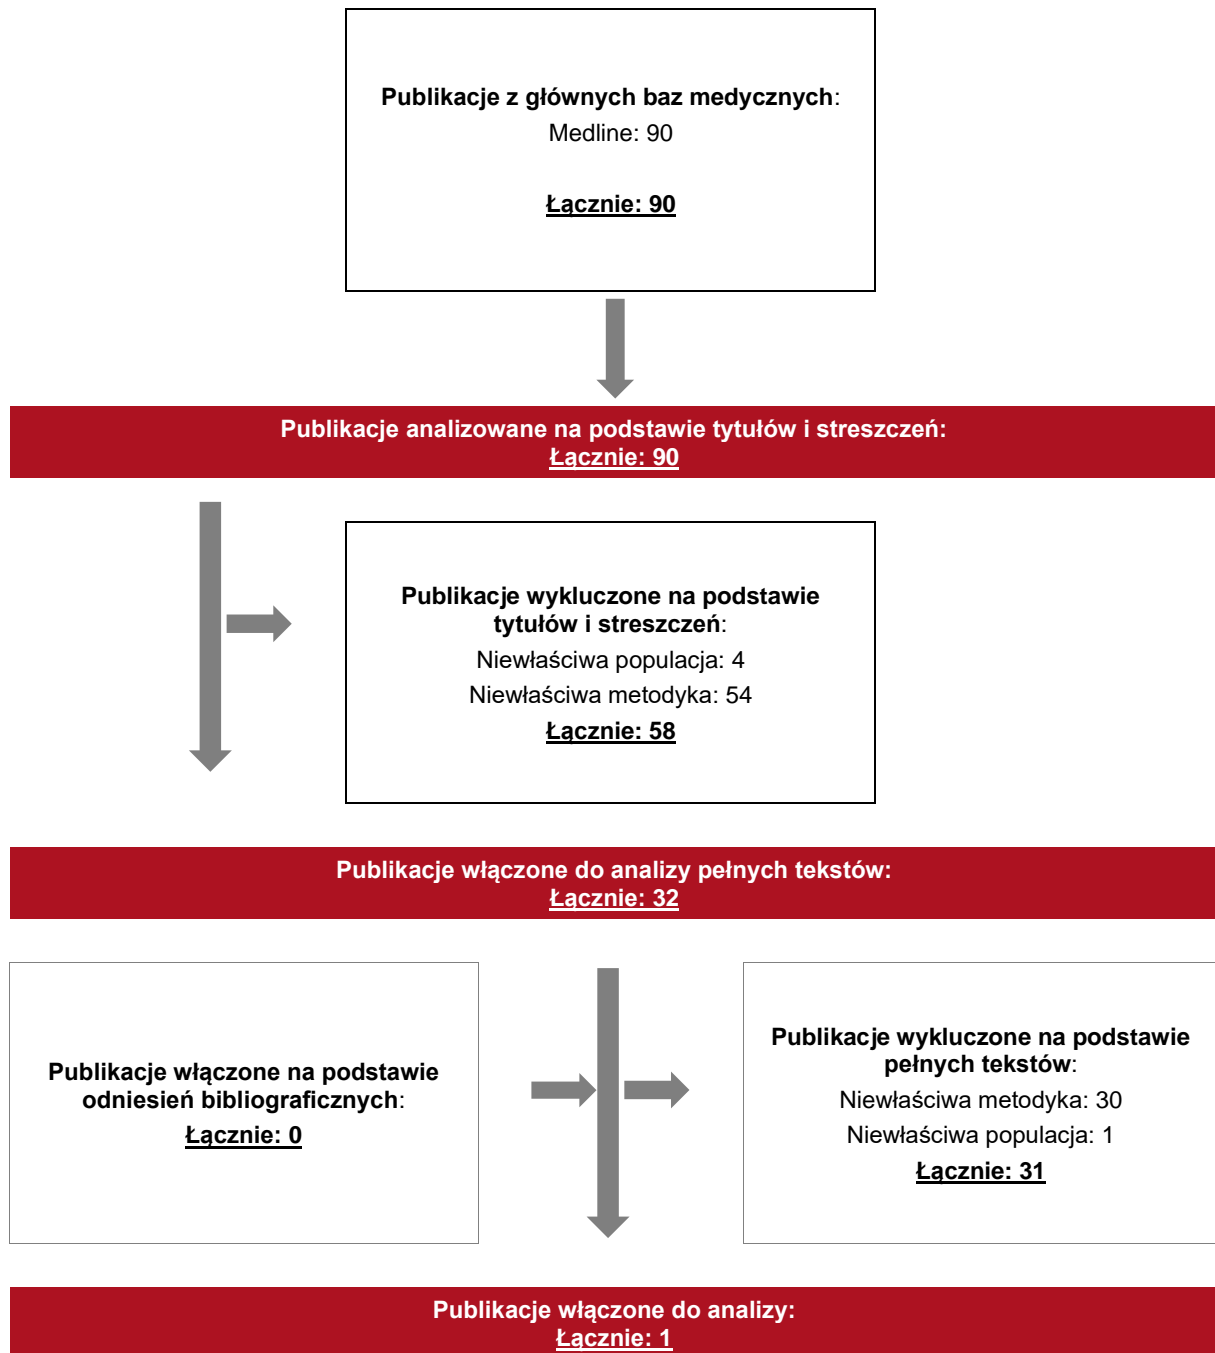 Publikacje z głównych baz medycznych:
Medline: 90
Łącznie: 90
Publikacje analizowane na podstawie tytułów i streszczeń:
Łącznie: 90
Publikacje wykluczone na podstawie
tytułów i streszczeń:
Niewłaściwa populacja: 4
Niewłaściwa metodyka: 54
Łącznie: 58
Publikacje włączone do analizy pełnych tekstów:
Łącznie: 32
Publikacje włączone na podstawie
odniesień bibliograficznych:
Łącznie: 0
Publikacje wykluczone na podstawie
pełnych tekstów:
Niewłaściwa metodyka: 30
Niewłaściwa populacja: 1
Łącznie: 31
Publikacje włączone do analizy:
Łącznie: 1